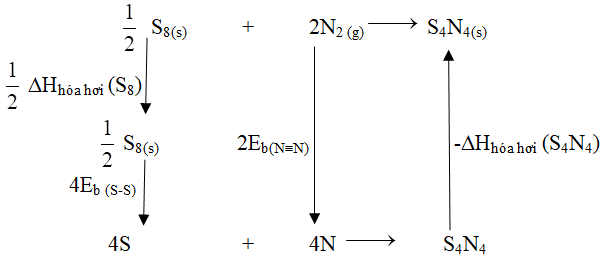 1/2 S₈₍ₛ₎ + 2N₂ ₍g₎ ⟶ S₄N₄₍ₛ₎
1/2 ΔHhóa hơi (S₈)
1/2 S₈₍ₛ₎ 2Eb(N≡N) -ΔHhóa hơi (S₄N₄)
4Eb (S-S)
4S + 4N ⟶ S₄N₄